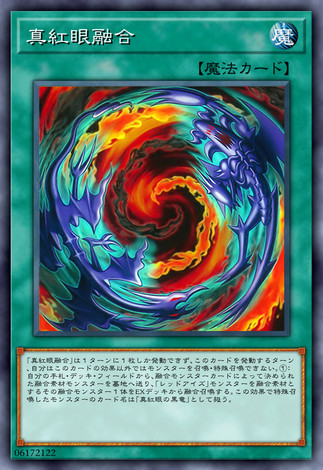 真紅眼融合
魔
【魔法カード】
「真紅眼融合」は１ターンに１枚しか発動できず、このカードを発動するターン、
自分はこのカードの効果以外ではモンスターを召喚・特殊召喚できない。①：
自分の手札・デッキ・フィールドから、融合モンスターカードによって決められ
た融合素材モンスターを墓地へ送り、「レッドアイズ」モンスターを融合素材と
するその融合モンスター１体をEXデッキから融合召喚する。この効果で特殊召
喚したモンスターのカード名は「真紅眼の黒竜」として扱う。
06172122